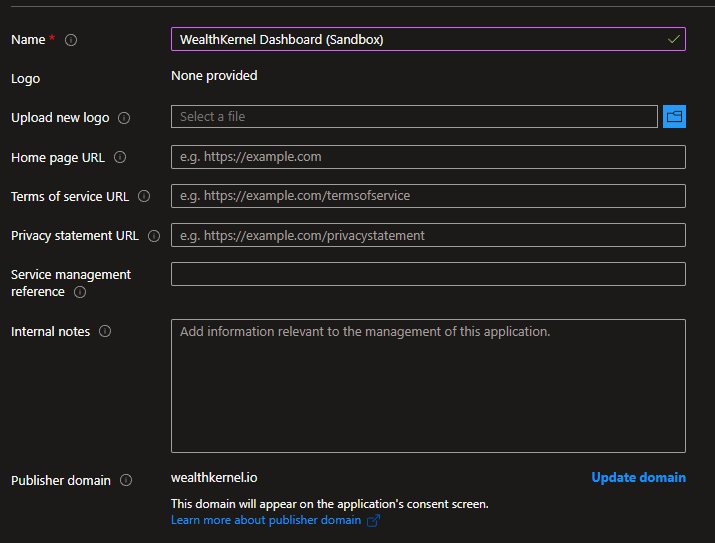 Name *
WealthKernel Dashboard (Sandbox)
Logo
None provided
Upload new logo
Select a file
Home page URL
e.g. https://example.com
Terms of service URL
e.g. https://example.com/termsofservice
Privacy statement URL
e.g. https://example.com/privacystatement
Service management
reference
Internal notes
Add information relevant to the management of this application.
Publisher domain
wealthkernel.io
Update domain
This domain will appear on the application's consent screen.
Learn more about publisher domain